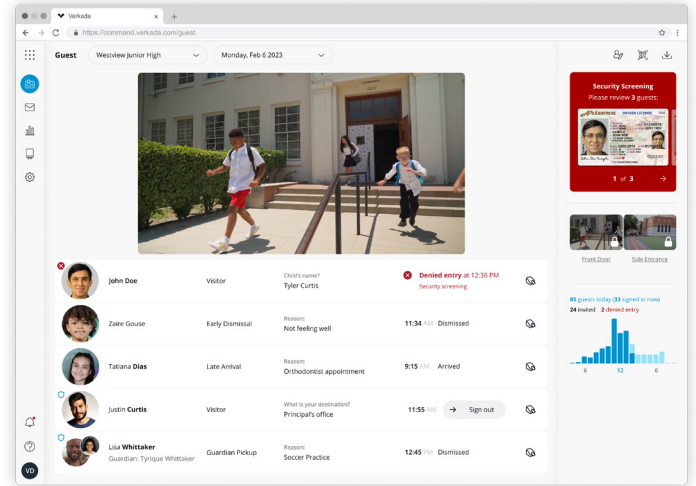 Verkada
https://command.verkada.com/guest
Guest
Westview Junior High
Monday, Feb 6 2023
Security Screening
Please review 3 guests:
Arizona DRIVER LICENSE
1 of 3
Front Door
Side Entrance
John Doe
Visitor
Child's name?
Tyler Curtis
Denied entry at 12:36 PM
Security screening
Zaire Gouse
Early Dismissal
Reason:
Not feeling well
11:34 AM Dismissed
Tatiana Dias
Late Arrival
Reason:
Orthodontist appointment
9:15 AM Arrived
Justin Curtis
Visitor
What is your destination?
Principal's office
11:55 AM
Sign out
Lisa Whittaker
Guardian: Tyrique Whittaker
Guardian Pickup
Reason:
Soccer Practice
12:45 PM Dismissed
85 guests today (33 signed in now)
24 invited 2 denied entry
6 12 6
VD